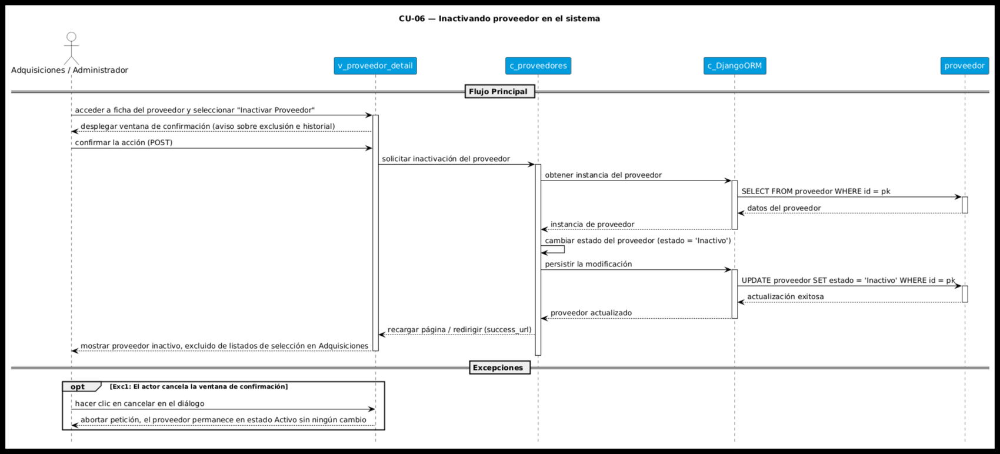 CU-06 — Inactivando proveedor en el sistema
Adquisiciones / Administrador
v_proveedor_detail
c_proveedores
c_DjangoORM
proveedor
Flujo Principal
acceder a ficha del proveedor y seleccionar "Inactivar Proveedor"
desplegar ventana de confirmación (aviso sobre exclusión e historial)
confirmar la acción (POST)
solicitar inactivación del proveedor
obtener instancia del proveedor
SELECT FROM proveedor WHERE id = pk
datos del proveedor
instancia de proveedor
cambiar estado del proveedor (estado = 'Inactivo')
persistir la modificación
UPDATE proveedor SET estado = 'Inactivo' WHERE id = pk
actualización exitosa
proveedor actualizado
recargar página / redirigir (success_url)
mostrar proveedor inactivo, excluido de listados de selección en Adquisiciones
Excepciones
opt [Exc1: El actor cancela la ventana de confirmación]
hacer clic en cancelar en el diálogo
abortar petición, el proveedor permanece en estado Activo sin ningún cambio